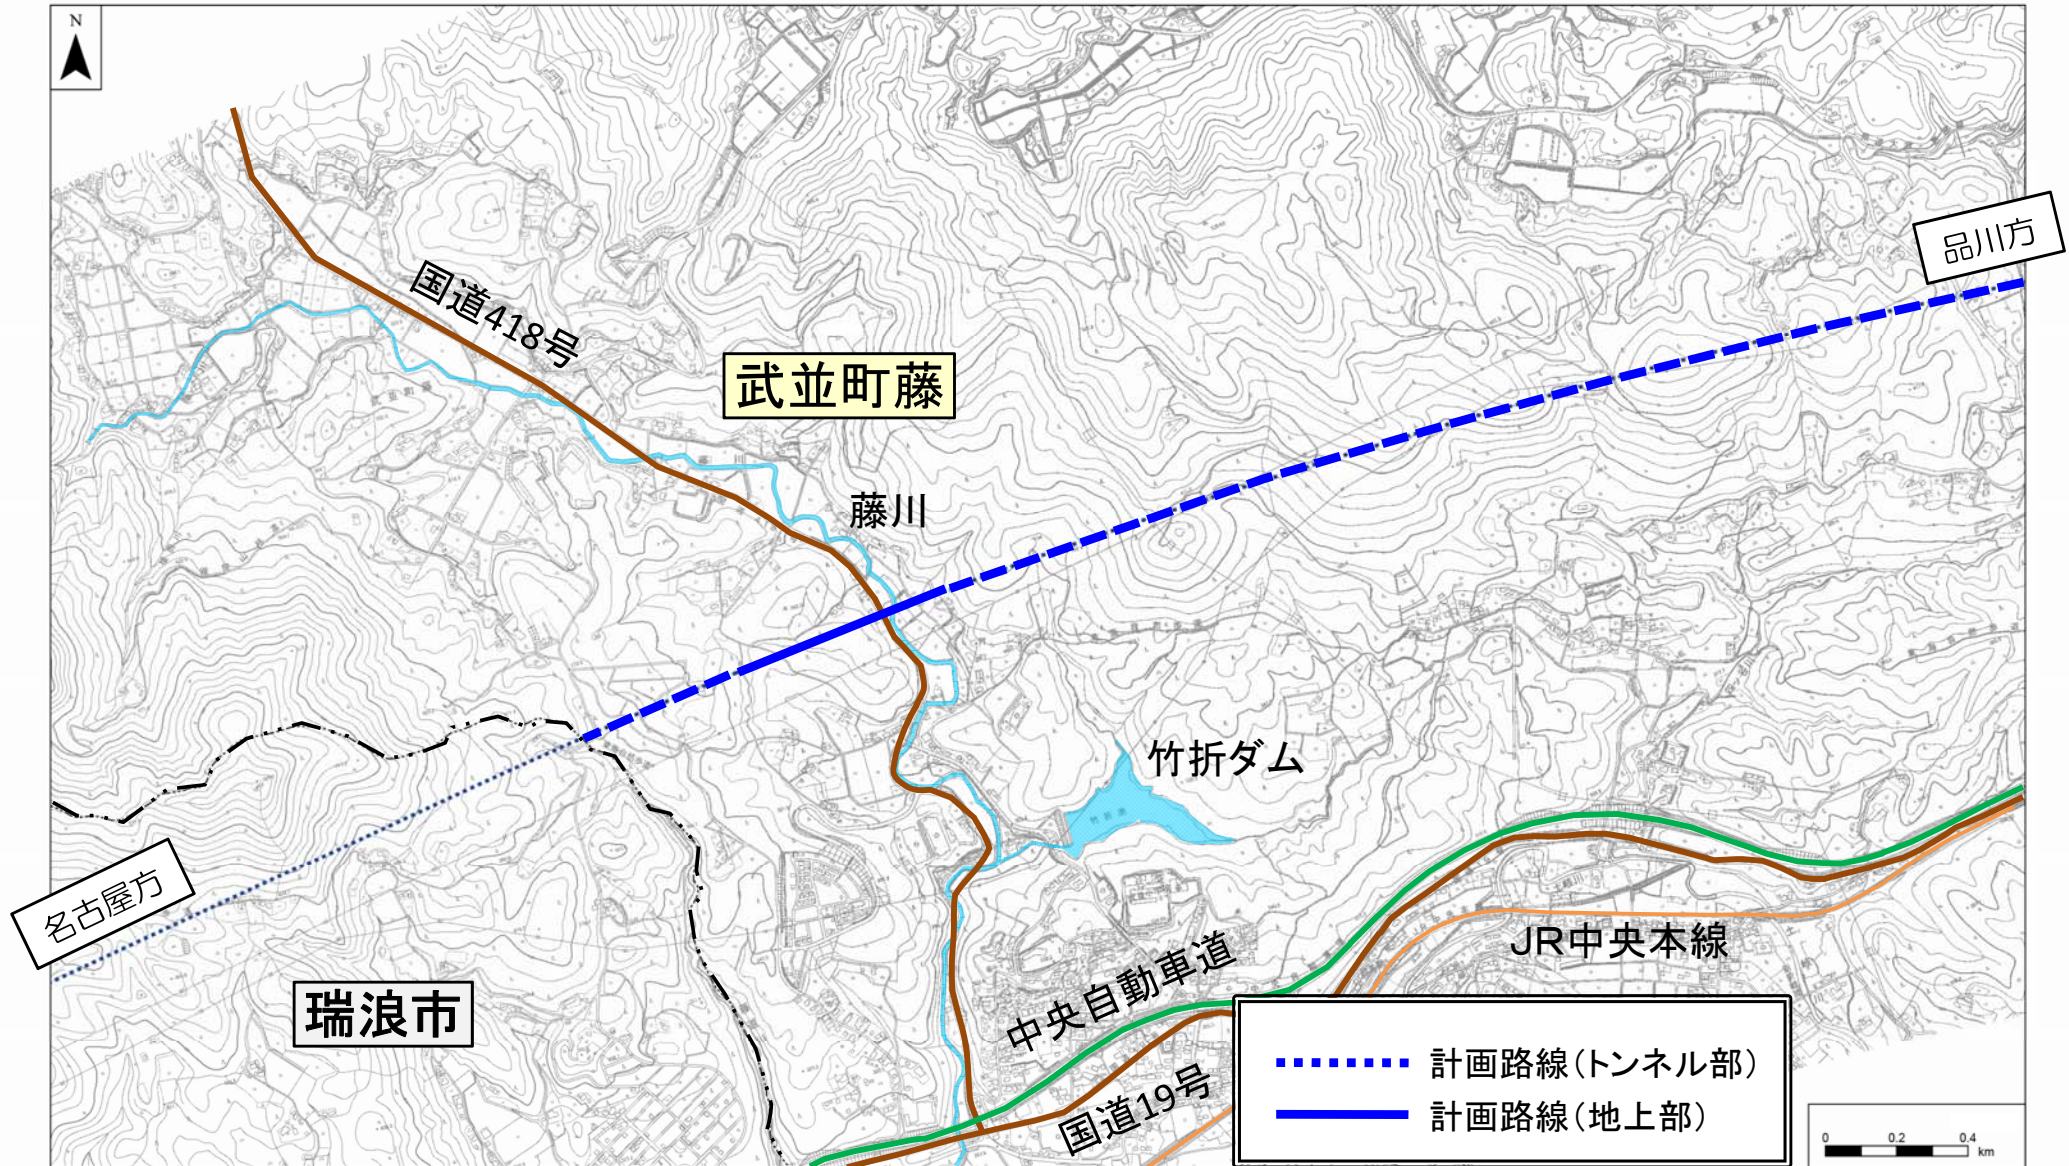 N
品川方
国道418号
武並町藤
藤川
竹折ダム
名古屋方
JR中央本線
中央自動車道
瑞浪市
国道19号
計画路線（トンネル部）
計画路線（地上部）
0 0.2 0.4
km